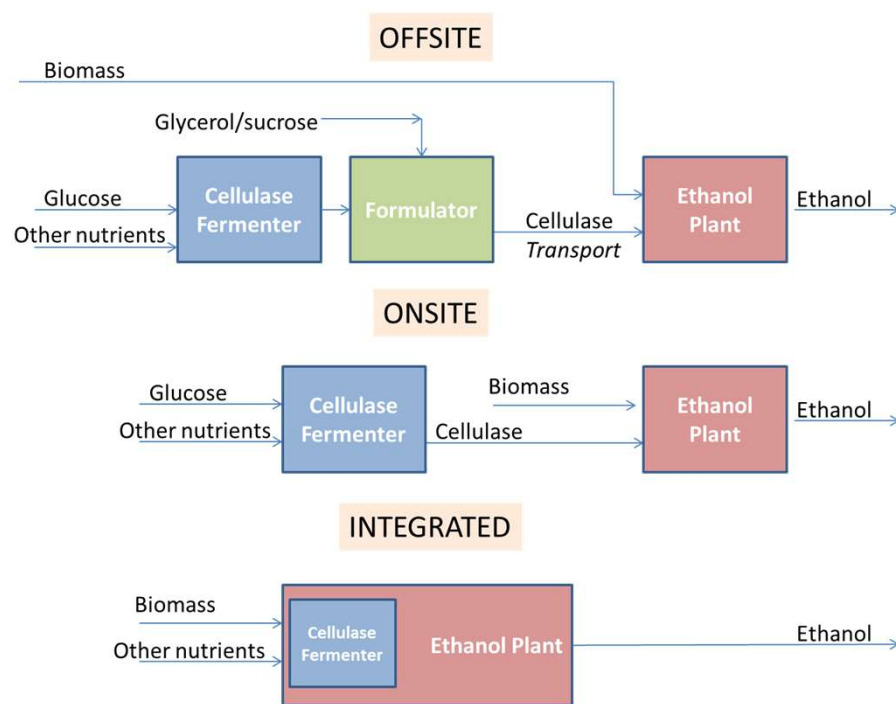 OFFSITE
Biomass
Glycerol/sucrose
Glucose
Other nutrients
Cellulase
Fermenter
Formulator
Cellulase
Transport
Ethanol
Plant
Ethanol
ONSITE
Glucose
Other nutrients
Cellulase
Fermenter
Biomass
Cellulase
Ethanol
Plant
Ethanol
INTEGRATED
Biomass
Other nutrients
Cellulase
Fermenter
Ethanol Plant
Ethanol